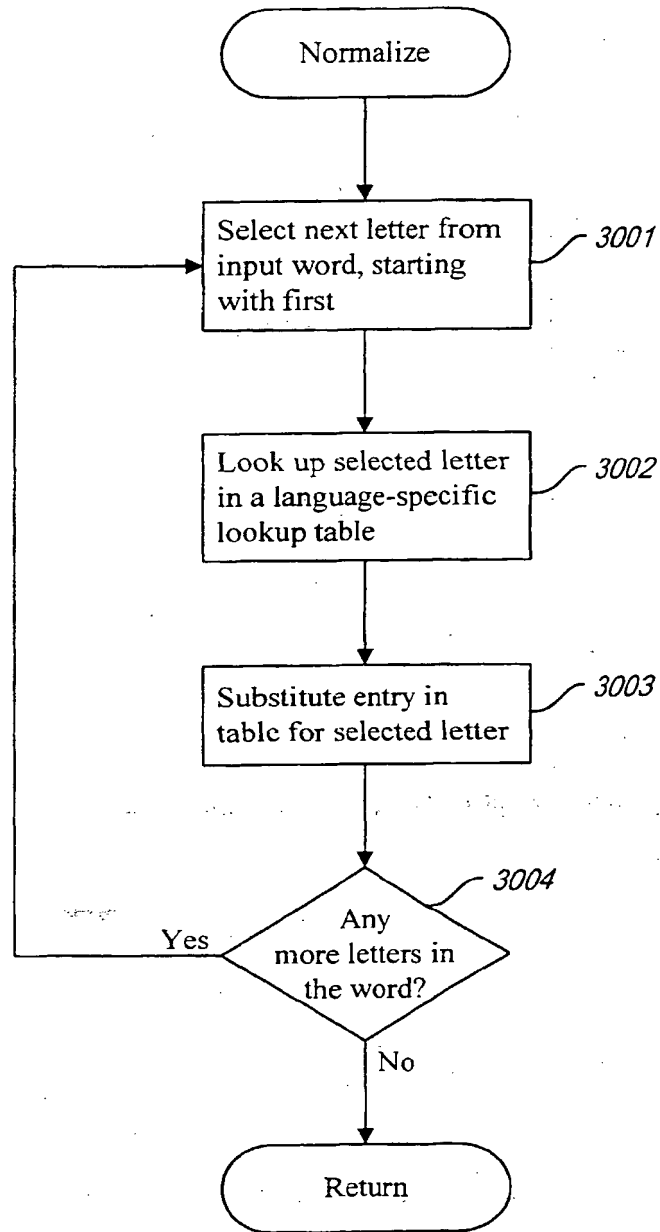 Normalize
Select next letter from
input word, starting
with first
3001
Look up selected letter
in a language-specific
lookup table
3002
Substitute entry in
table for selected letter
3003
Any
more letters in
the word?
3004
Yes
No
Return